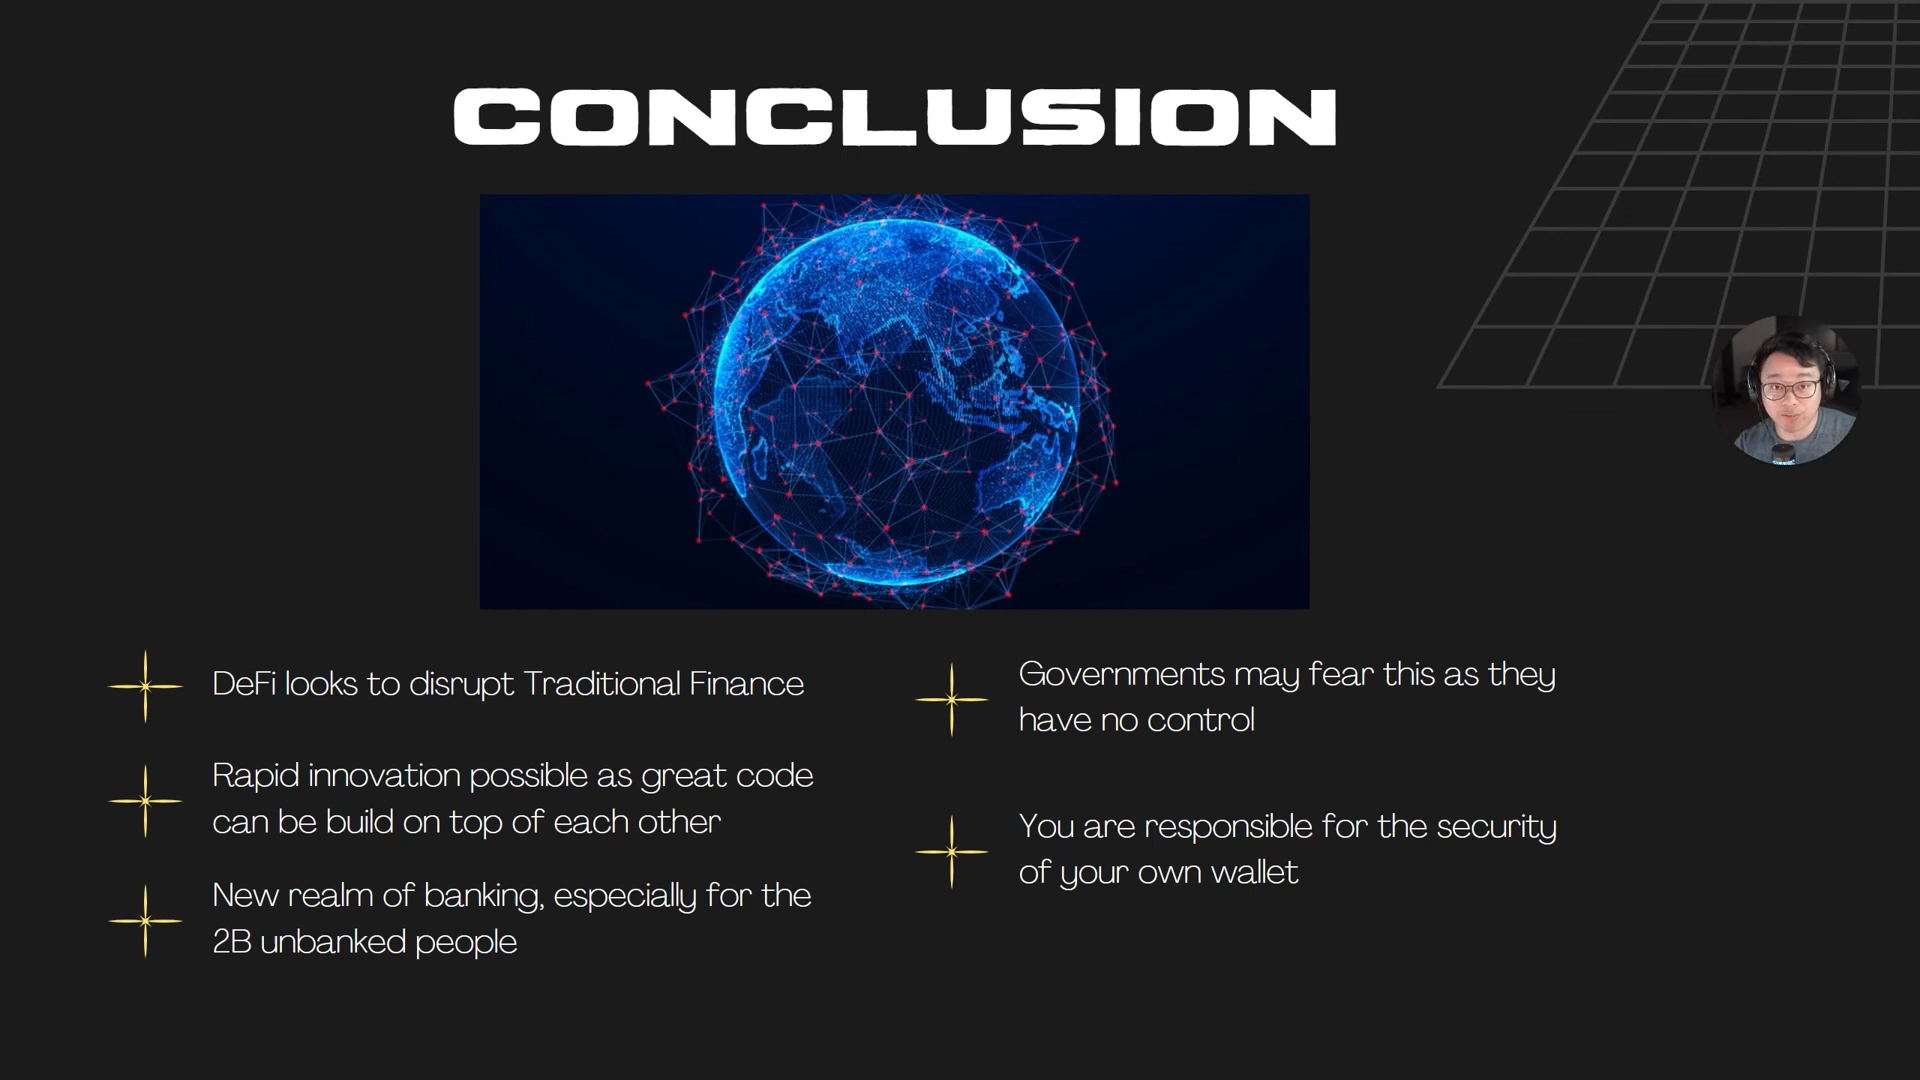 CONCLUSION
DeFi looks to disrupt Traditional Finance
Rapid innovation possible as great code
can be build on top of each other
New realm of banking, especially for the
2B unbanked people
Governments may fear this as they
have no control
You are responsible for the security
of your own wallet